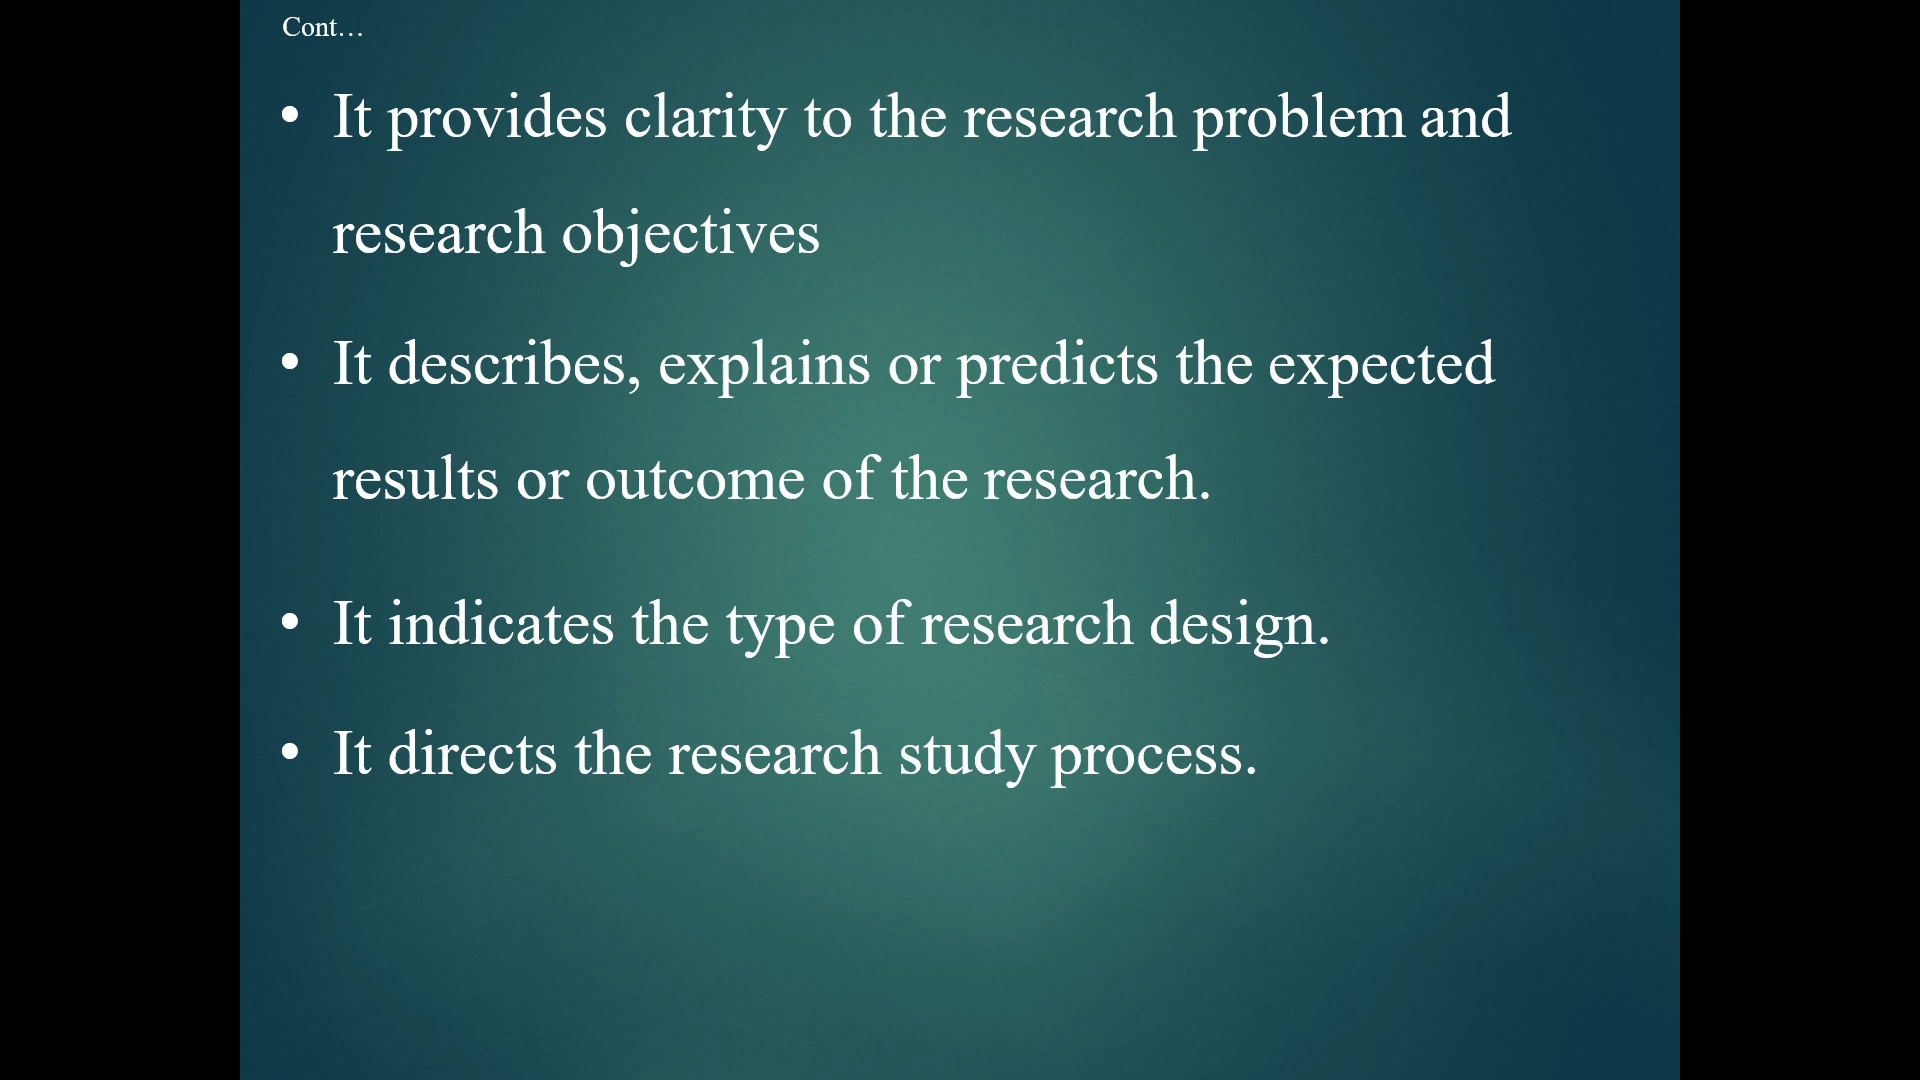 Cont…
• It provides clarity to the research problem and
research objectives
• It describes, explains or predicts the expected
results or outcome of the research.
• It indicates the type of research design.
• It directs the research study process.